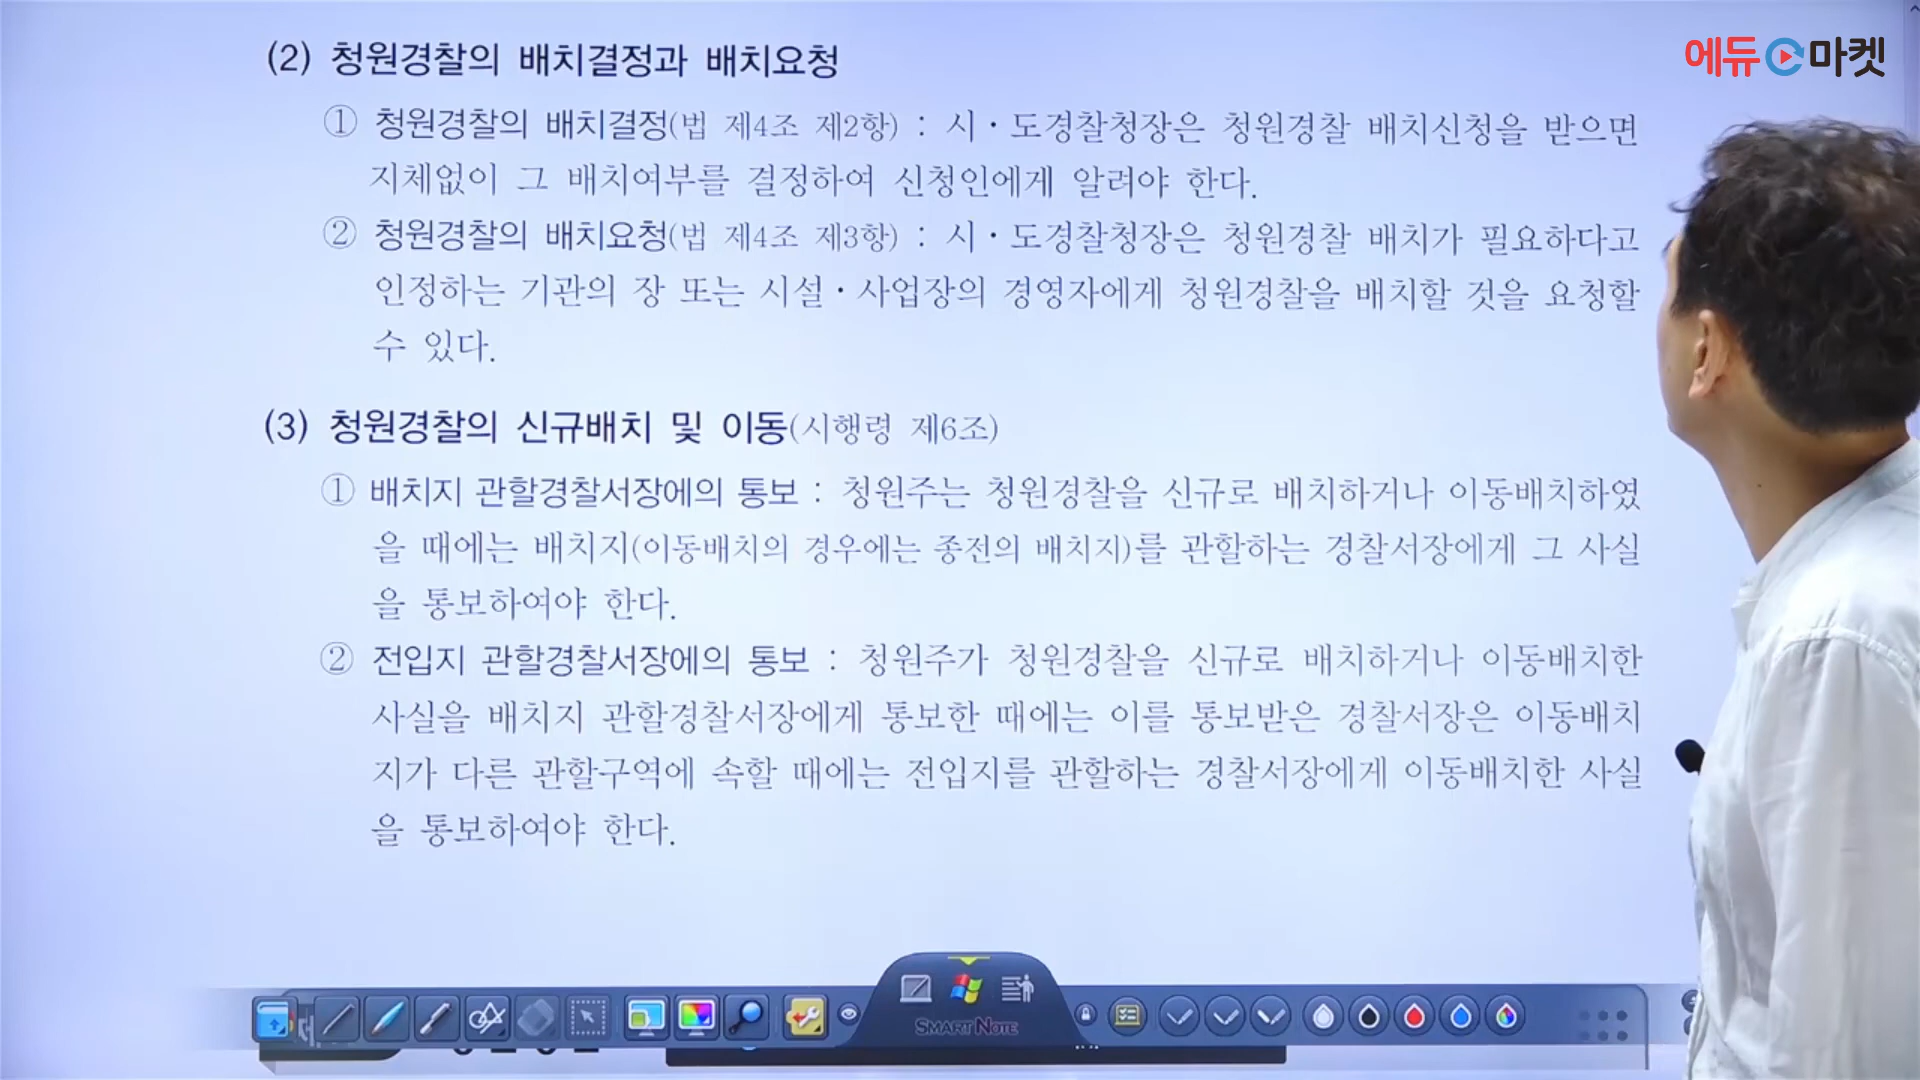 에듀 마켓
(2) 청원경찰의 배치결정과 배치요청
① 청원경찰의 배치결정(법 제4조 제2항) : 시・도경찰청장은 청원경찰 배치신청을 받으면
지체없이 그 배치여부를 결정하여 신청인에게 알려야 한다.
② 청원경찰의 배치요청(법 제4조 제3항) : 시・도경찰청장은 청원경찰 배치가 필요하다고
인정하는 기관의 장 또는 시설・사업장의 경영자에게 청원경찰을 배치할 것을 요청할
수 있다.
(3) 청원경찰의 신규배치 및 이동(시행령 제6조)
① 배치지 관할경찰서장에의 통보 : 청원주는 청원경찰을 신규로 배치하거나 이동배치하였
을 때에는 배치지(이동배치의 경우에는 종전의 배치지)를 관할하는 경찰서장에게 그 사실
을 통보하여야 한다.
② 전입지 관할경찰서장에의 통보 : 청원주가 청원경찰을 신규로 배치하거나 이동배치한
사실을 배치지 관할경찰서장에게 통보한 때에는 이를 통보받은 경찰서장은 이동배치
지가 다른 관할구역에 속할 때에는 전입지를 관할하는 경찰서장에게 이동배치한 사실
을 통보하여야 한다.
SMART NOTE